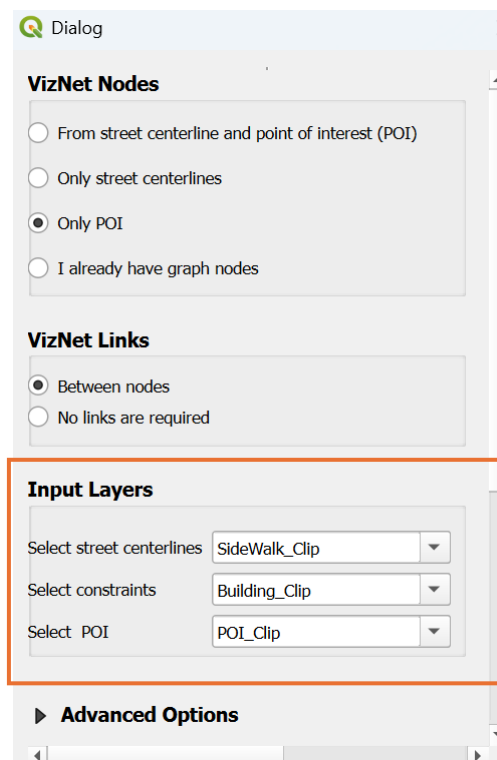 Dialog
VizNet Nodes
From street centerline and point of interest (POI)
Only street centerlines
Only POI
I already have graph nodes
VizNet Links
Between nodes
No links are required
Input Layers
Select street centerlines SideWalk_Clip
Select constraints Building_Clip
Select POI POI_Clip
Advanced Options